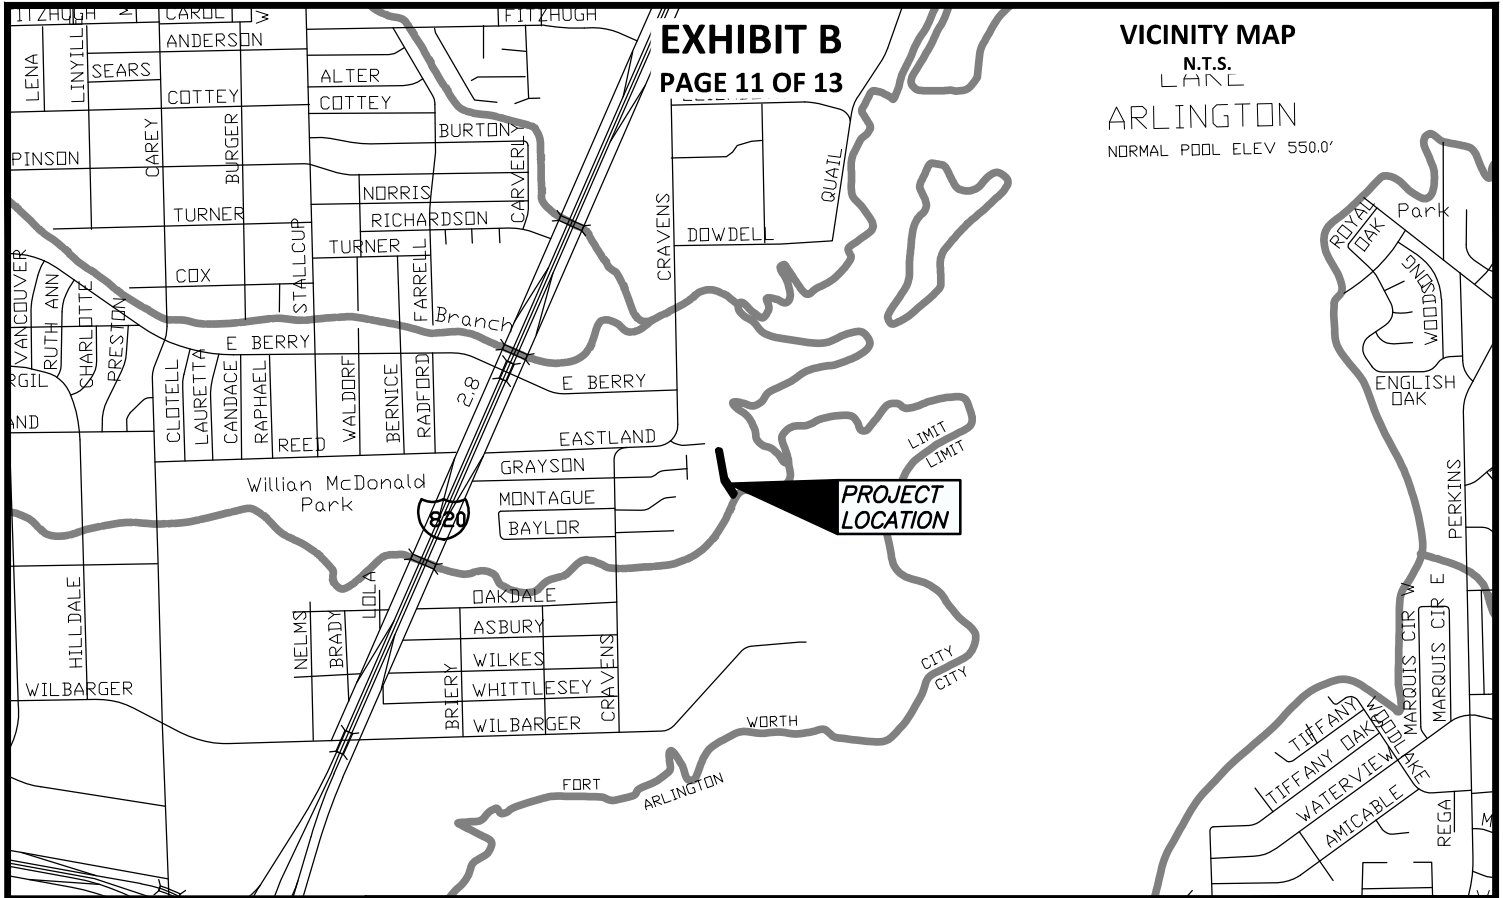 EXHIBIT B
PAGE 11 OF 13
VICINITY MAP
N.T.S.
LAKE
ARLINGTON
NORMAL POOL ELEV 550.0'
CAROL
FITZHUGH
ANDERSON
LENA
SEARS
ALTER
COTTEY
COTTEY
BURTON
CAREY
BURGER
PINSON
CARVERLY
QUAIL
NORRIS
RICHARDSON
TURNER
TURNER
STALLCUP
FARRELL
CRAVENS
DOWDELL
ROYAL
OAK
Park
WOODSONG
COX
VANCOUVER
RUTH ANN
CHARLOTTE
PRESTON
Branch
E BERRY
E BERRY
2.8
ENGLISH
OAK
CLOTELL
LAURETTA
CANDACE
RAPHAEL
WALDORF
BERNICE
RADFORD
REED
EASTLAND
GRAYSON
LIMIT
LIMIT
Willian McDonald
Park
820
MONTAGUE
BAYLOR
PROJECT
LOCATION
PERKINS
HILLDALE
LOLA
OAKDALE
ASBURY
NELMS
BRADY
WILKES
WHITTLESEY
BRIERY
CRAVENS
WILBARGER
WILBARGER
CITY
CITY
WORTH
FORT
ARLINGTON
MARQUIS CIR W
MARQUIS CIR E
TIFFANY
TIFFANY OAKS
WOODLAKE
WATERVIEW
AMICABLE
REGA